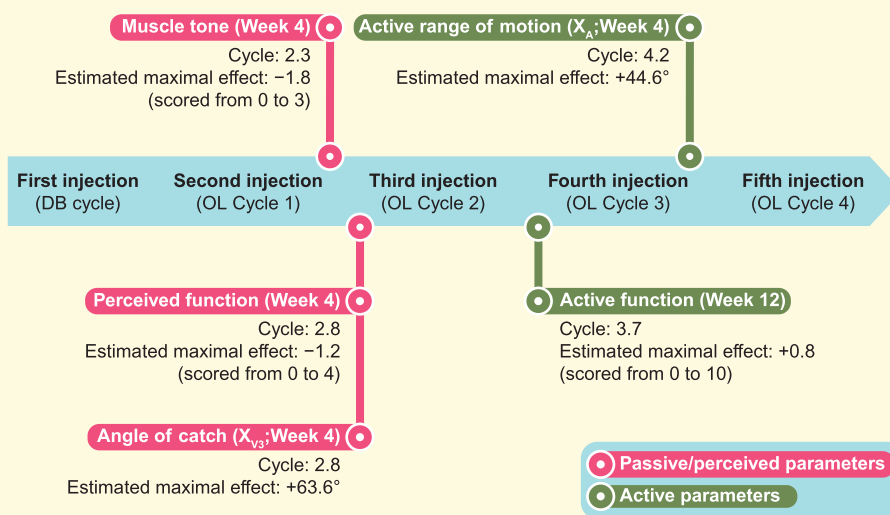 Muscle tone (Week 4)
Cycle: 2.3
Estimated maximal effect: −1.8
(scored from 0 to 3)
Active range of motion (XA;Week 4)
Cycle: 4.2
Estimated maximal effect: +44.6°
First injection
(DB cycle)
Second injection
(OL Cycle 1)
Third injection
(OL Cycle 2)
Fourth injection
(OL Cycle 3)
Fifth injection
(OL Cycle 4)
Perceived function (Week 4)
Cycle: 2.8
Estimated maximal effect: −1.2
(scored from 0 to 4)
Active function (Week 12)
Cycle: 3.7
Estimated maximal effect: +0.8
(scored from 0 to 10)
Angle of catch (XV3;Week 4)
Cycle: 2.8
Estimated maximal effect: +63.6°
Passive/perceived parameters
Active parameters